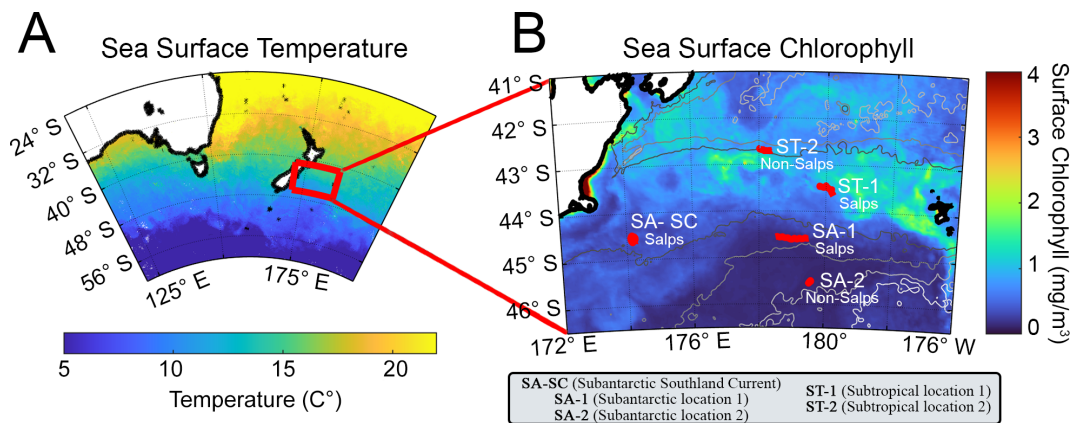 A
Sea Surface Temperature
24° S
32° S
40° S
48° S
56° S
125° E
175° E
5
10
15
20
Temperature (C°)
B
Sea Surface Chlorophyll
41° S
42° S
43° S
44° S
45° S
46° S
172° E
176° E
180°
176° W
ST-2
Non-Salps
ST-1
Salps
SA- SC
Salps
SA-1
Salps
SA-2
Non-Salps
4
3
2
1
0
Surface Chlorophyll (mg/m³)
SA-SC (Subantarctic Southland Current)
SA-1 (Subantarctic location 1)
SA-2 (Subantarctic location 2)
ST-1 (Subtropical location 1)
ST-2 (Subtropical location 2)